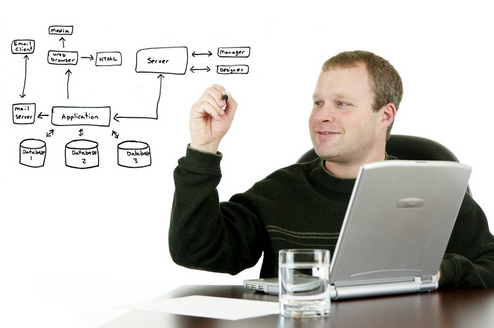 Media
Email
client
Web
browser
HTML
Server
Manager
Designer
Mail
server
Application
Database
1
Database
2
Database
3